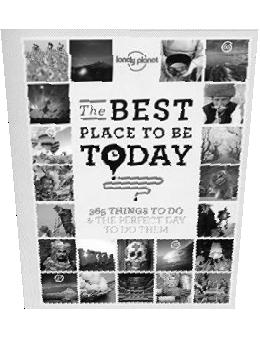 lonely planet
The BEST
PLACE TO BE
TODAY
365 THINGS TO DO
& THE PERFECT DAY
TO DO THEM